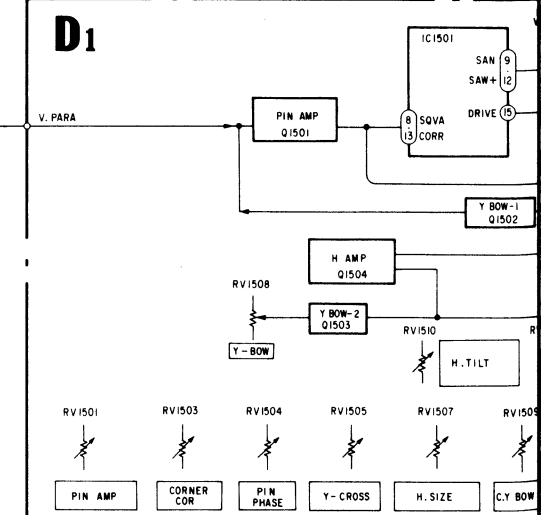 D1
IC1501
SAN 9
SAW+ 12
V. PARA
PIN AMP
Q1501
8 SQVA
13 CORR
DRIVE 15
Y BOW-1
Q1502
H AMP
Q1504
RV1508
Y BOW-2
Q1503
Y-BOW
RV1510
H.TILT
RV1501
RV1503
RV1504
RV1505
RV1507
RV1509
PIN AMP
CORNER
COR
PIN
PHASE
Y-CROSS
H.SIZE
C.Y BOW